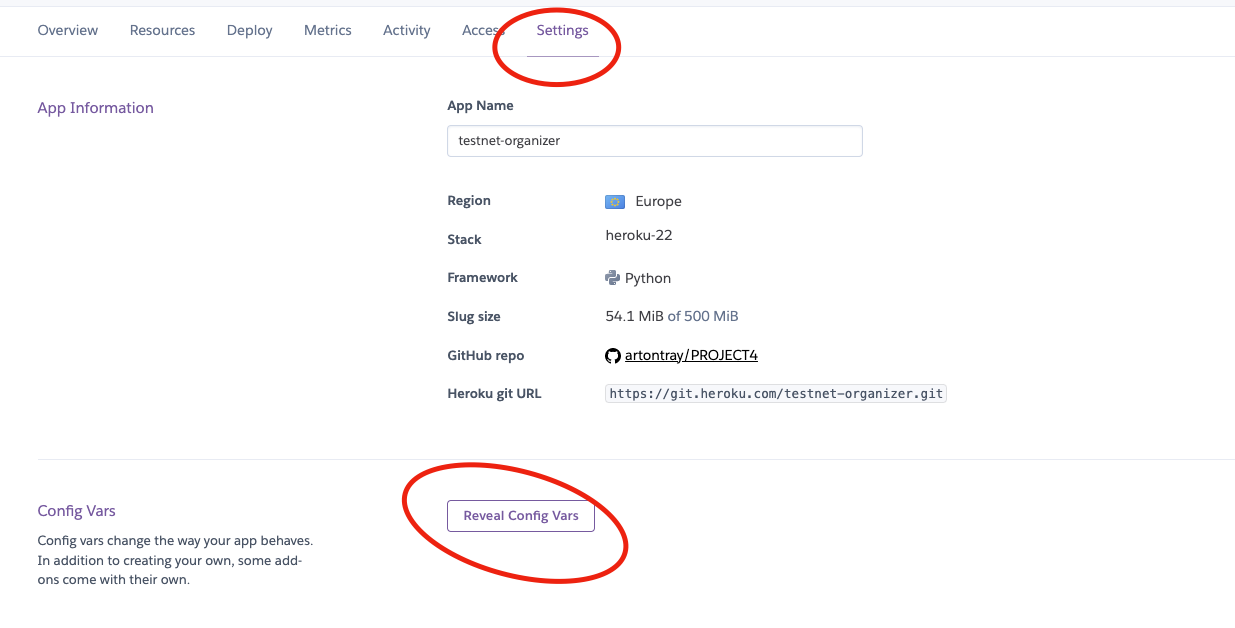 Overview Resources Deploy Metrics Activity Access Settings
App Information
App Name
testnet-organizer
Region Europe
Stack heroku-22
Framework Python
Slug size 54.1 MiB of 500 MiB
GitHub repo artontray/PROJECT4
Heroku git URL https://git.heroku.com/testnet-organizer.git
Config Vars
Config vars change the way your app behaves.
In addition to creating your own, some add-
ons come with their own.
Reveal Config Vars